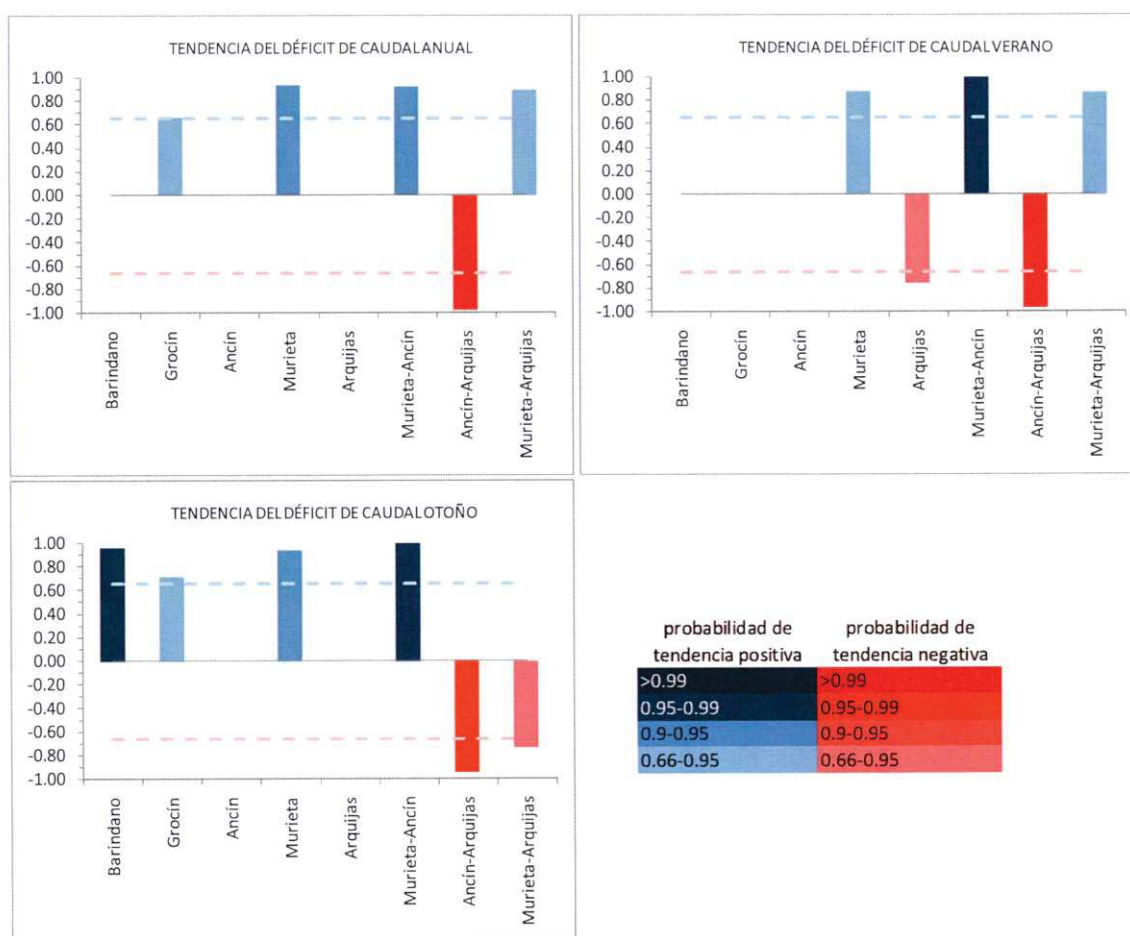 TENDENCIA DEL DÉFICIT DE CAUDAL ANUAL
1.00
0.80
0.60
0.40
0.20
0.00
-0.20
-0.40
-0.60
-0.80
-1.00
Barindano
Grocín
Ancín
Murieta
Arquijas
Murieta-Ancín
Ancín-Arquijas
Murieta-Arquijas
TENDENCIA DEL DÉFICIT DE CAUDAL VERANO
1.00
0.80
0.60
0.40
0.20
0.00
-0.20
-0.40
-0.60
-0.80
-1.00
Barindano
Grocín
Ancín
Murieta
Arquijas
Murieta-Ancín
Ancín-Arquijas
Murieta-Arquijas
TENDENCIA DEL DÉFICIT DE CAUDAL OTOÑO
1.00
0.80
0.60
0.40
0.20
0.00
-0.20
-0.40
-0.60
-0.80
-1.00
Barindano
Grocín
Ancín
Murieta
Arquijas
Murieta-Ancín
Ancín-Arquijas
Murieta-Arquijas
probabilidad de probabilidad de
tendencia positiva tendencia negativa
>0.99 >0.99
0.95-0.99 0.95-0.99
0.9-0.95 0.9-0.95
0.66-0.95 0.66-0.95